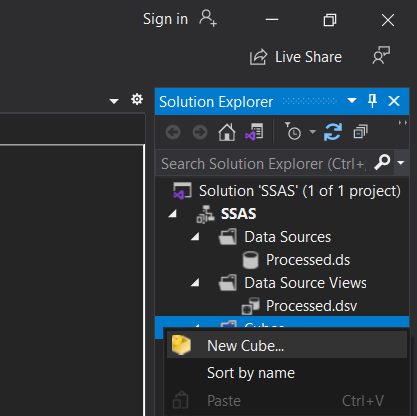 Sign in
Live Share
Solution Explorer
Search Solution Explorer (Ctrl+,
Solution 'SSAS' (1 of 1 project)
SSAS
Data Sources
Processed.ds
Data Source Views
Processed.dsv
Cubes
New Cube...
Sort by name
Paste Ctrl+V